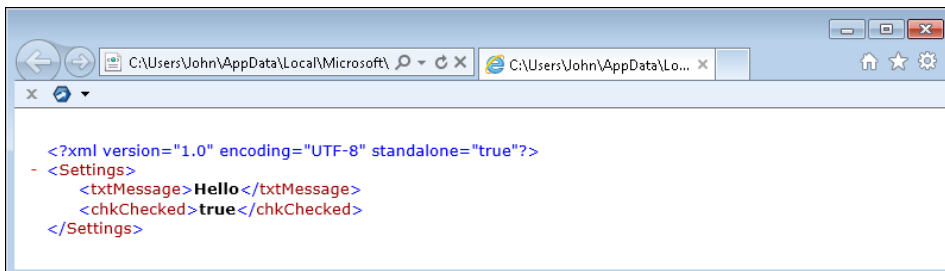 C:\Users\John\AppData\Local\Microsoft\
C:\Users\John\AppData\Lo...
<?xml version="1.0" encoding="UTF-8" standalone="true"?>
- <Settings>
<txtMessage>Hello</txtMessage>
<chkChecked>true</chkChecked>
</Settings>